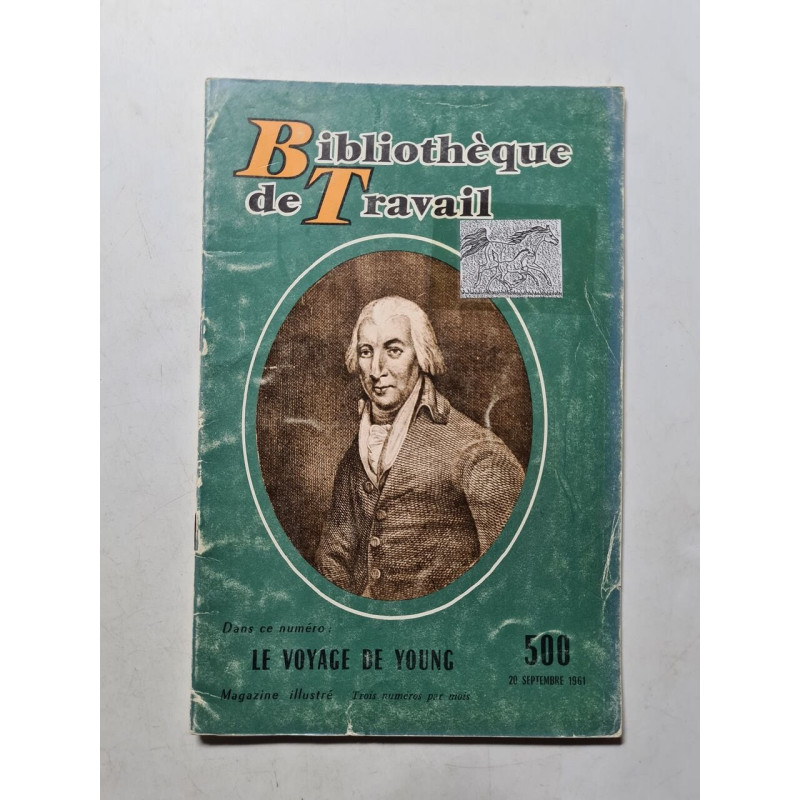 Bibliothèque
de Travail
Dans ce numéro :
LE VOYAGE DE YOUNG
500
20 SEPTEMBRE 1961
Magazine illustré Trois numéros par mois